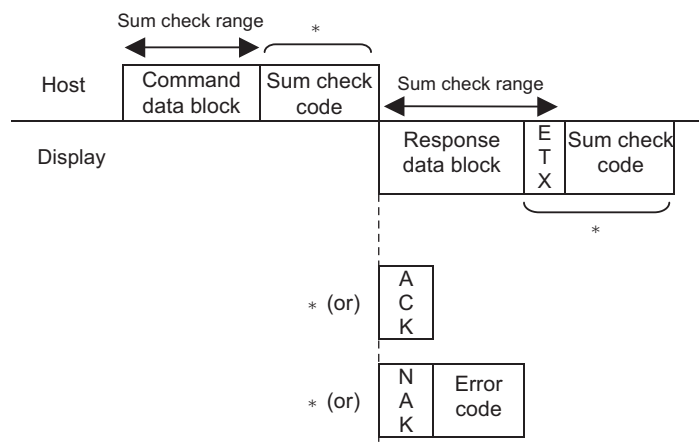 Sum check range
*
Host
Command
data block
Sum check
code
Sum check range
Display
Response
data block
E
T
X
Sum check
code
*
* (or)
A
C
K
* (or)
N
A
K
Error
code